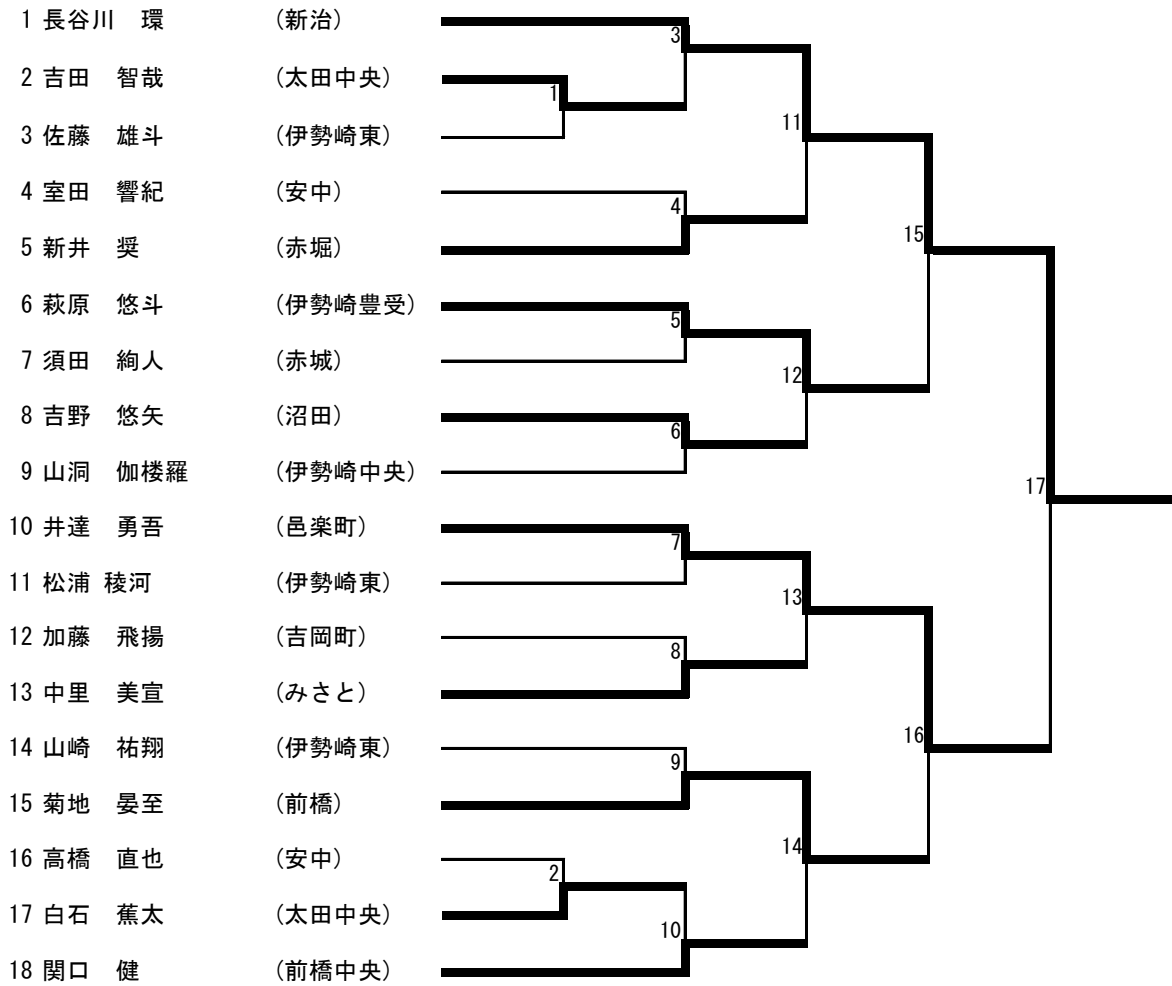 1 長谷川　環 (新治)
3
2 吉田　智哉 (太田中央)
1
11
3 佐藤　雄斗 (伊勢崎東)
4 室田　響紀 (安中)
4
15
5 新井　奨 (赤堀)
6 萩原　悠斗 (伊勢崎豊受)
5
7 須田　絢人 (赤城)
12
8 吉野　悠矢 (沼田)
6
9 山洞　伽楼羅 (伊勢崎中央)
17
10 井達　勇吾 (邑楽町)
7
11 松浦 稜河 (伊勢崎東)
13
12 加藤　飛揚 (吉岡町)
8
13 中里　美宣 (みさと)
16
14 山崎　祐翔 (伊勢崎東)
9
15 菊地　晏至 (前橋)
14
16 高橋　直也 (安中)
2
17 白石　蕉太 (太田中央)
10
18 関口　健 (前橋中央)